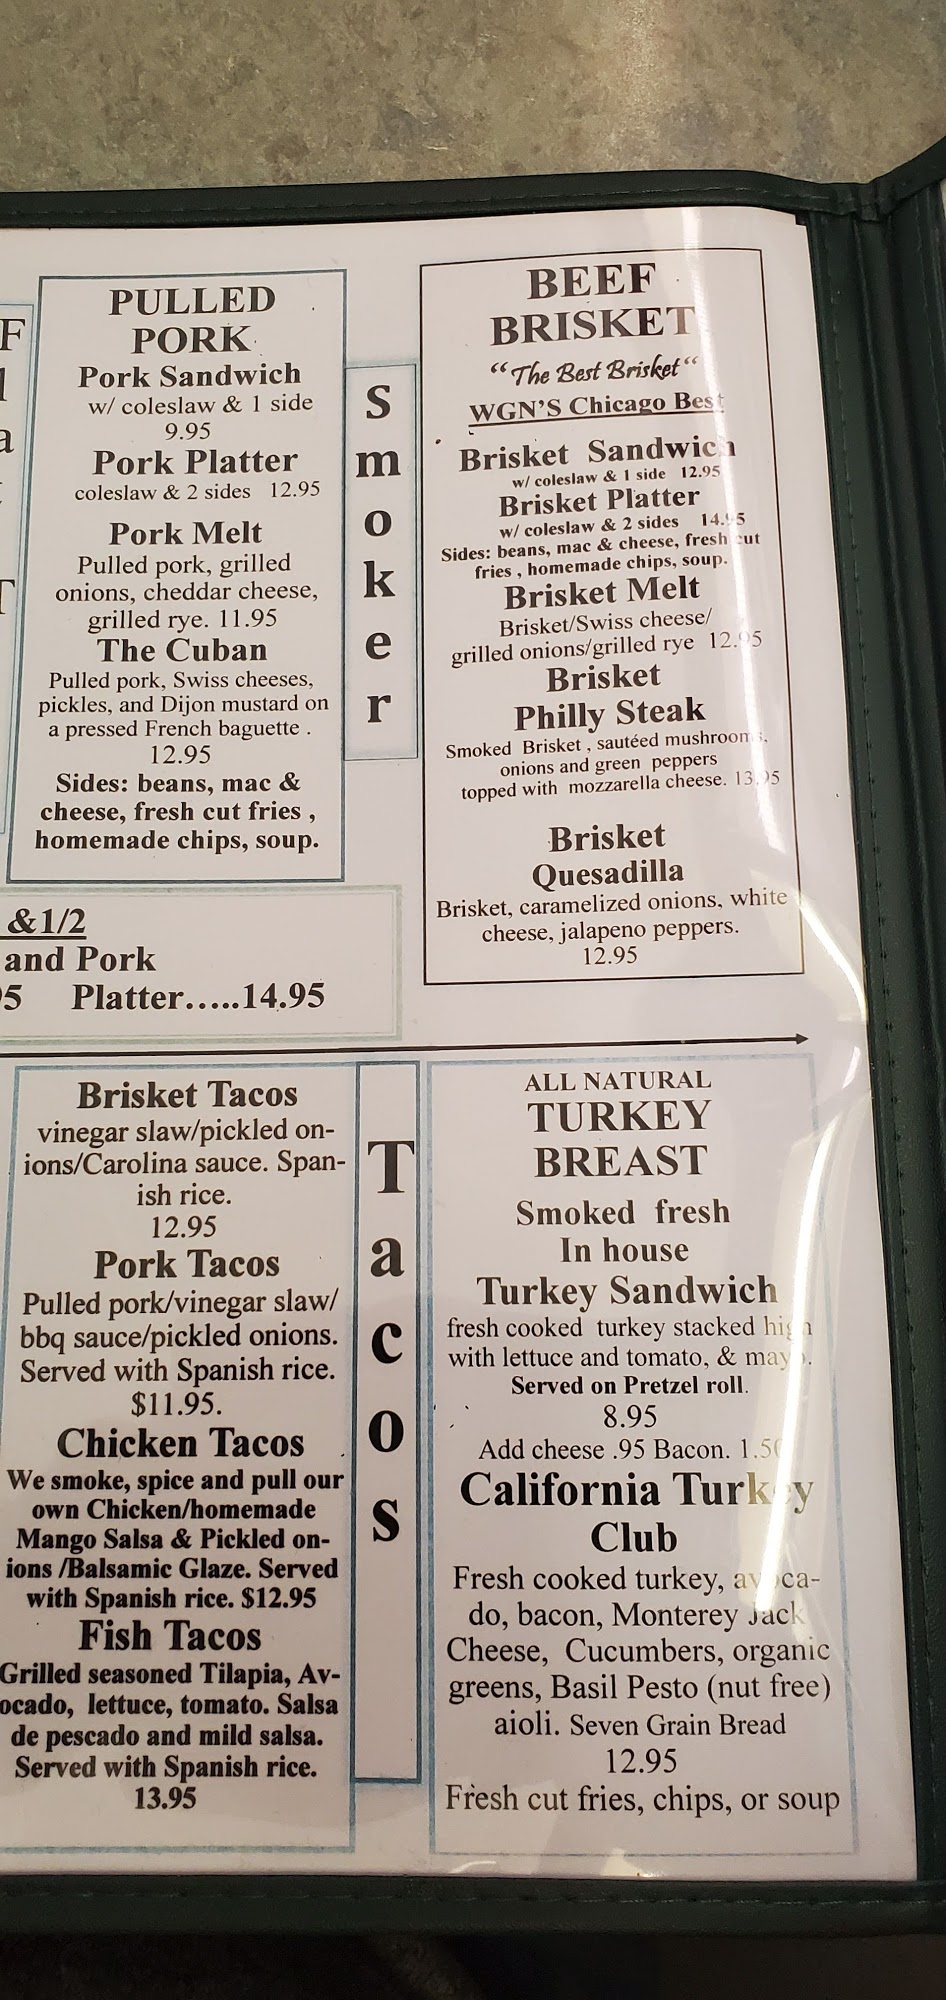 F
l
a
T
PULLED
PORK
Pork Sandwich
w/ coleslaw & 1 side
9.95
Pork Platter
coleslaw & 2 sides 12.95
Pork Melt
Pulled pork, grilled
onions, cheddar cheese,
grilled rye. 11.95
The Cuban
Pulled pork, Swiss cheeses,
pickles, and Dijon mustard on
a pressed French baguette .
12.95
Sides: beans, mac &
cheese, fresh cut fries ,
homemade chips, soup.
S
m
o
k
e
r
BEEF
BRISKET
“The Best Brisket“
WGN'S Chicago Best
Brisket Sandwich
w/ coleslaw & 1 side 12.95
Brisket Platter
w/ coleslaw & 2 sides 14.95
Sides: beans, mac & cheese, fresh cut
fries , homemade chips, soup.
Brisket Melt
Brisket/Swiss cheese/
grilled onions/grilled rye 12.95
Brisket
Philly Steak
Smoked Brisket , sautéed mushrooms,
onions and green peppers
topped with mozzarella cheese. 13.95
Brisket
Quesadilla
Brisket, caramelized onions, white
cheese, jalapeno peppers.
12.95
&1/2
and Pork
95 Platter.....14.95
Brisket Tacos
vinegar slaw/pickled on-
ions/Carolina sauce. Span-
ish rice.
12.95
Pork Tacos
Pulled pork/vinegar slaw/
bbq sauce/pickled onions.
Served with Spanish rice.
$11.95.
Chicken Tacos
We smoke, spice and pull our
own Chicken/homemade
Mango Salsa & Pickled on-
ions /Balsamic Glaze. Served
with Spanish rice. $12.95
Fish Tacos
Grilled seasoned Tilapia, Av-
ocado, lettuce, tomato. Salsa
de pescado and mild salsa.
Served with Spanish rice.
13.95
T
a
c
o
s
ALL NATURAL
TURKEY
BREAST
Smoked fresh
In house
Turkey Sandwich
fresh cooked turkey stacked high
with lettuce and tomato, & mayo.
Served on Pretzel roll.
8.95
Add cheese .95 Bacon. 1.50
California Turkey
Club
Fresh cooked turkey, avoca-
do, bacon, Monterey Jack
Cheese, Cucumbers, organic
greens, Basil Pesto (nut free)
aioli. Seven Grain Bread
12.95
Fresh cut fries, chips, or soup